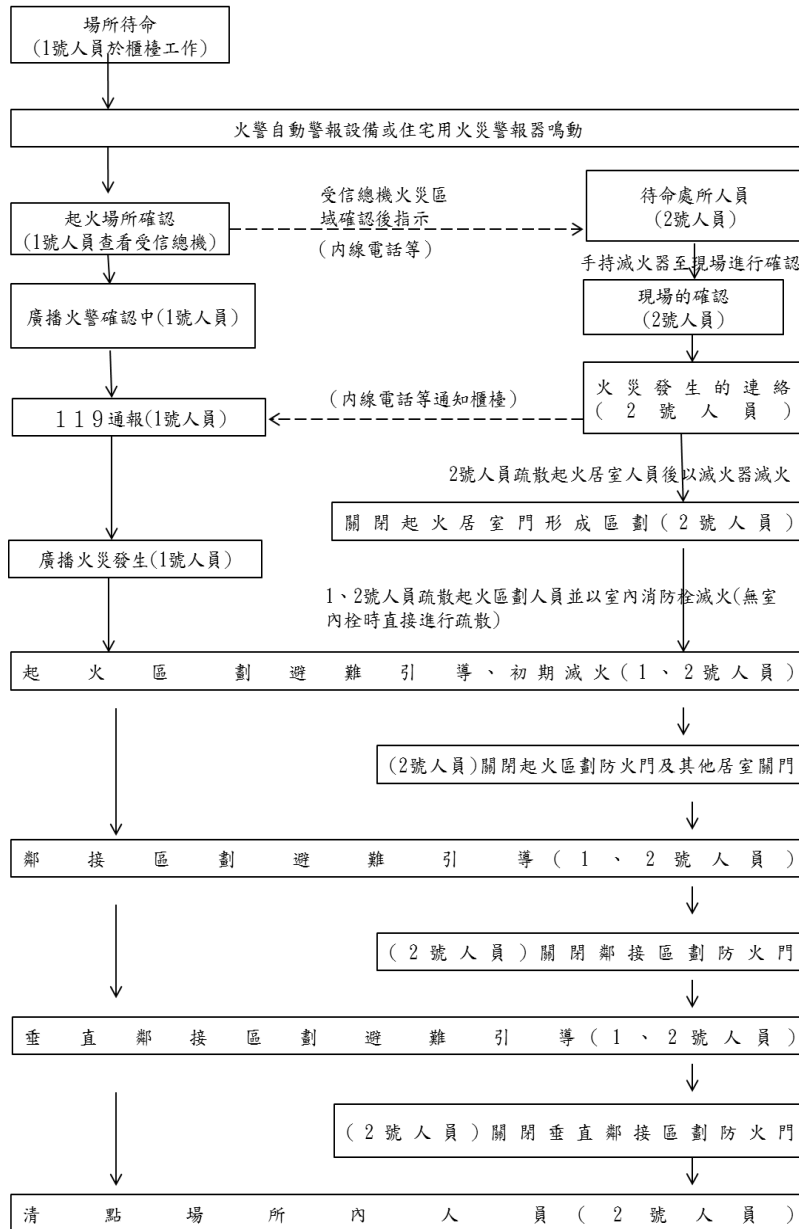 場所待命
(1號人員於櫃檯工作)
火警自動警報設備或住宅用火災警報器鳴動
起火場所確認
(1號人員查看受信總機)
受信總機火災區
域確認後指示
(内線電話等)
待命處所人員
(2號人員)
手持滅火器至現場進行確認
廣播火警確認中(1號人員)
現場的確認
(2號人員)
火災發生的連絡
(2號人員)
(内線電話等通知櫃檯)
119通報(1號人員)
2號人員疏散起火居室人員後以滅火器滅火
關閉起火居室門形成區劃(2號人員)
廣播火災發生(1號人員)
1、2號人員疏散起火區劃人員並以室內消防栓滅火(無室
內栓時直接進行疏散)
起火區劃避難引導、初期滅火(1、2號人員)
(2號人員)關閉起火區劃防火門及其他居室關門
鄰接區劃避難引導(1、2號人員)
(2號人員)關閉鄰接區劃防火門
垂直鄰接區劃避難引導(1、2號人員)
(2號人員)關閉垂直鄰接區劃防火門
清點場所內人員(2號人員)